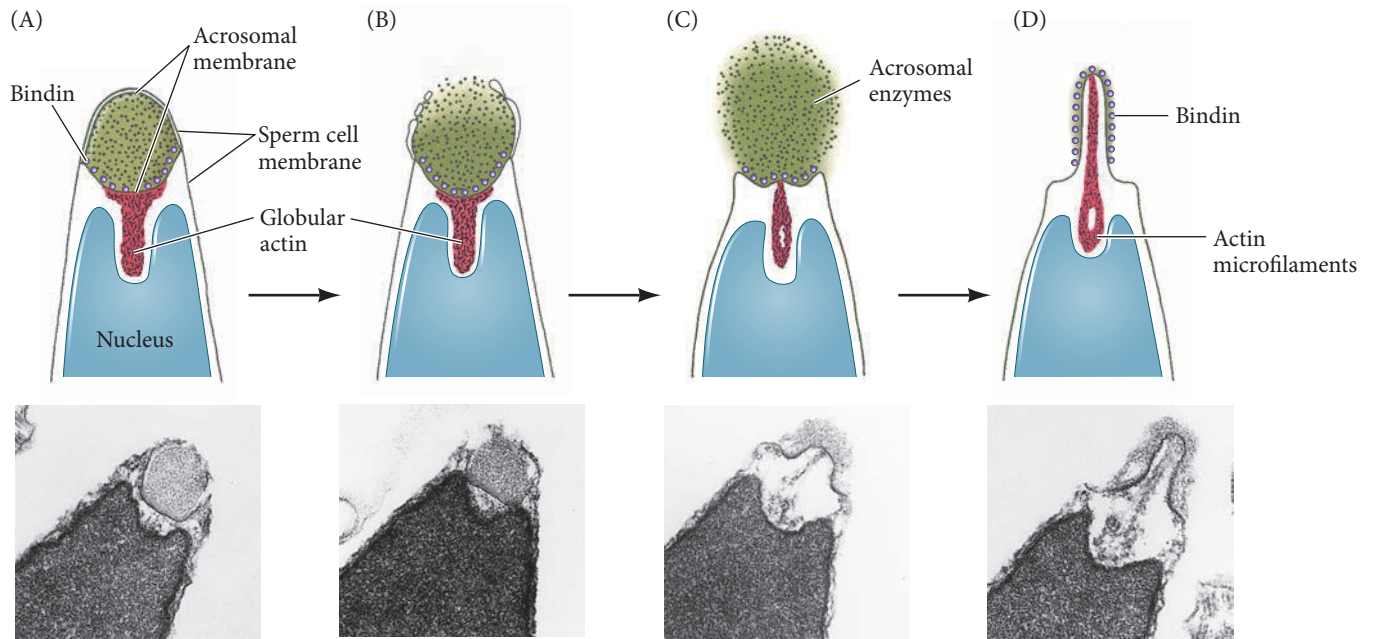 (A)
Acrosomal
membrane
Bindin
Sperm cell
membrane
Globular
actin
Nucleus
(B)
(C)
Acrosomal
enzymes
(D)
Bindin
Actin
microfilaments